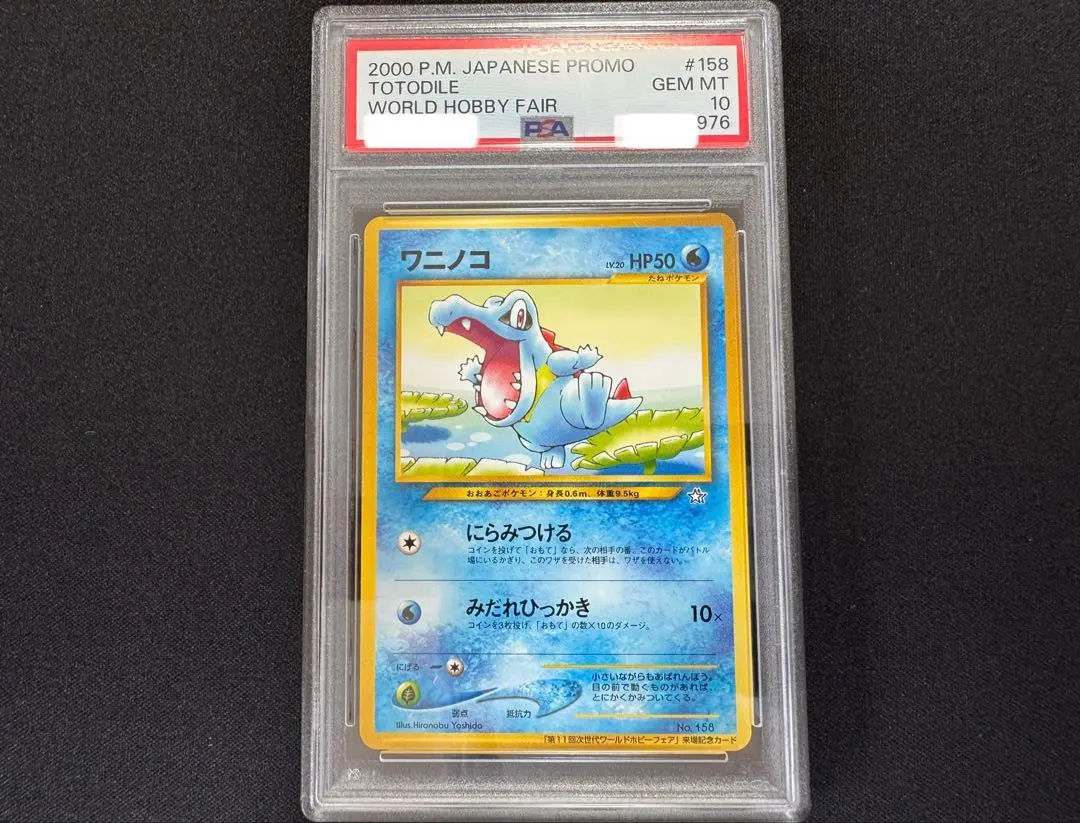 2000 P.M. JAPANESE PROMO #158
TOTODILE GEM MT
WORLD HOBBY FAIR 10
PSA 976
ワニノコ LV.20 HP50
たねポケモン
おおあごポケモン：身長0.6m、体重9.5kg
にらみつける
コインを投げて「おもて」なら、次の相手の番、このカードがバトル
場にいるかぎり、このワザを受けた相手は、ワザを使えない。
みだれひっかき 10×
コインを3枚投げ、「おもて」の数×10のダメージ。
にげる
小さいながらもあばれんぼう。
目の前で動くものがあれば、
とにかくかみついてくる。
弱点 抵抗力
Illus.Hironobu Yoshida No. 158
「第11回次世代ワールドホビーフェア」来場記念カード